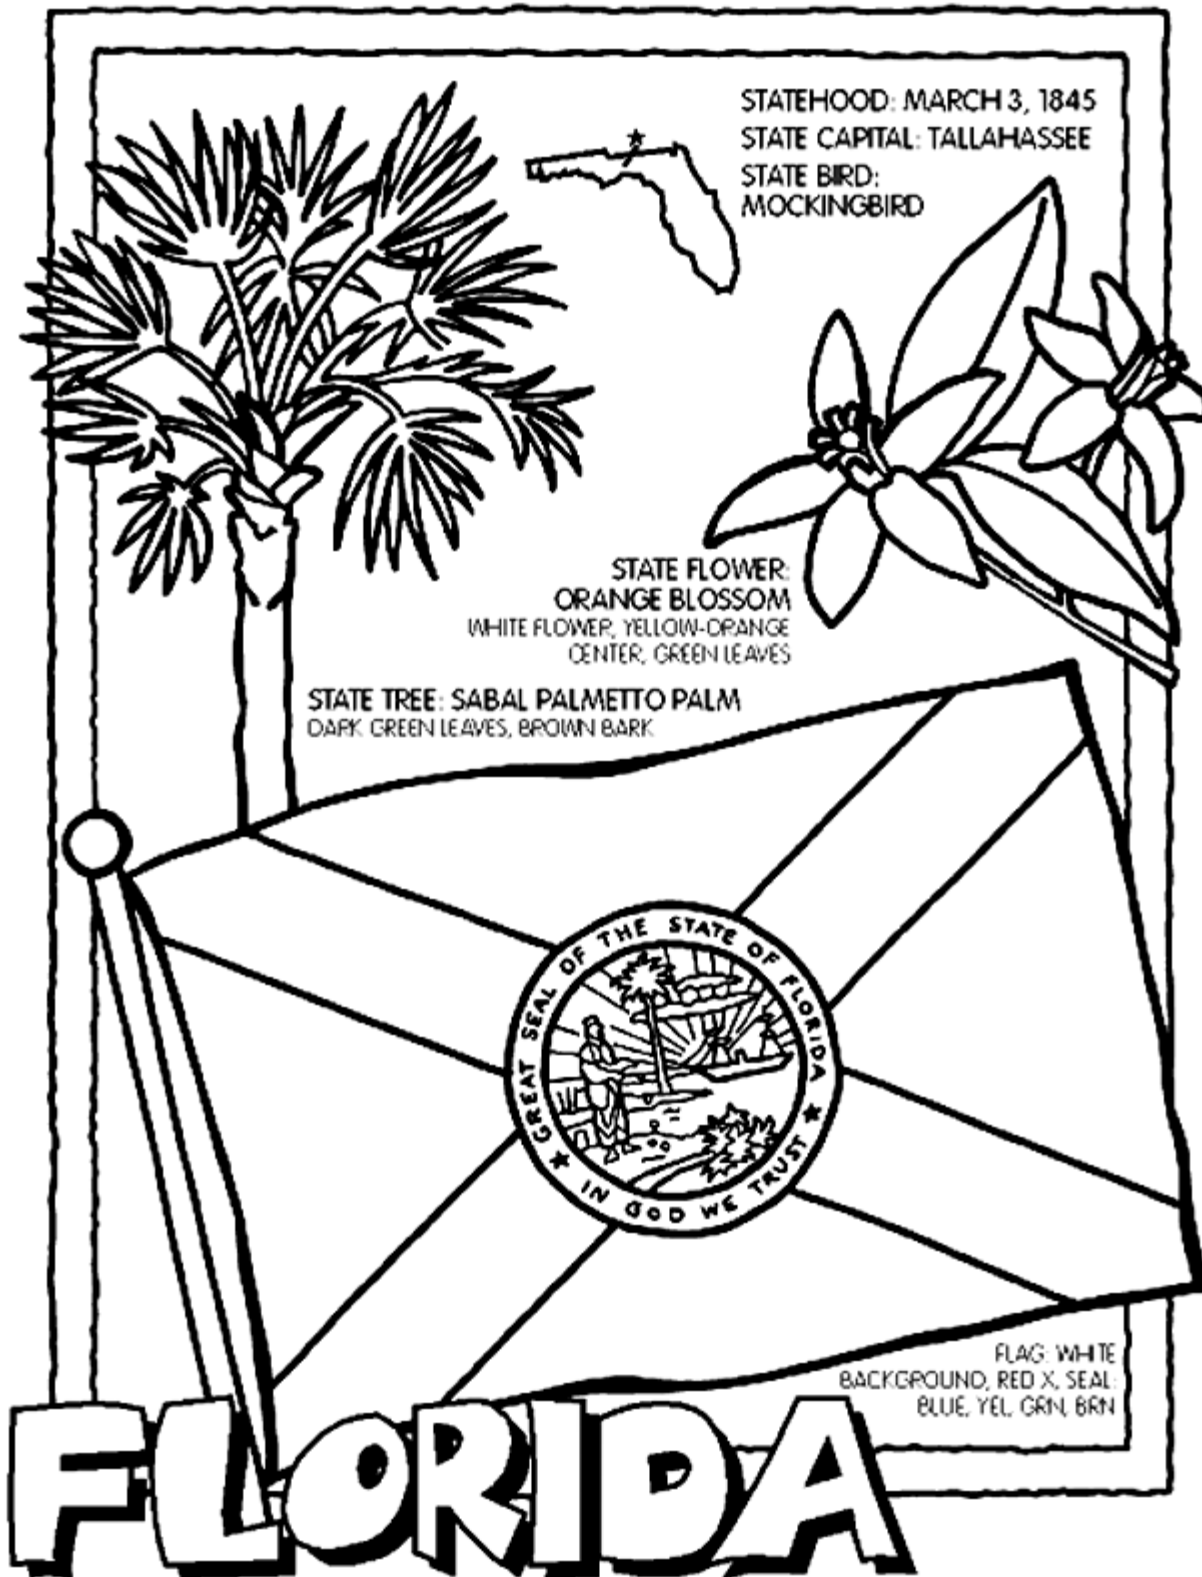 STATEHOOD: MARCH 3, 1845
STATE CAPITAL: TALLAHASSEE
STATE BIRD:
MOCKINGBIRD
STATE FLOWER:
ORANGE BLOSSOM
WHITE FLOWER, YELLOW-ORANGE
CENTER, GREEN LEAVES
STATE TREE: SABAL PALMETTO PALM
DARK GREEN LEAVES, BROWN BARK
GREAT SEAL OF THE STATE OF FLORIDA
IN GOD WE TRUST
FLAG: WHITE
BACKGROUND, RED X, SEAL:
BLUE, YEL, GRN, BRN
FLORIDA